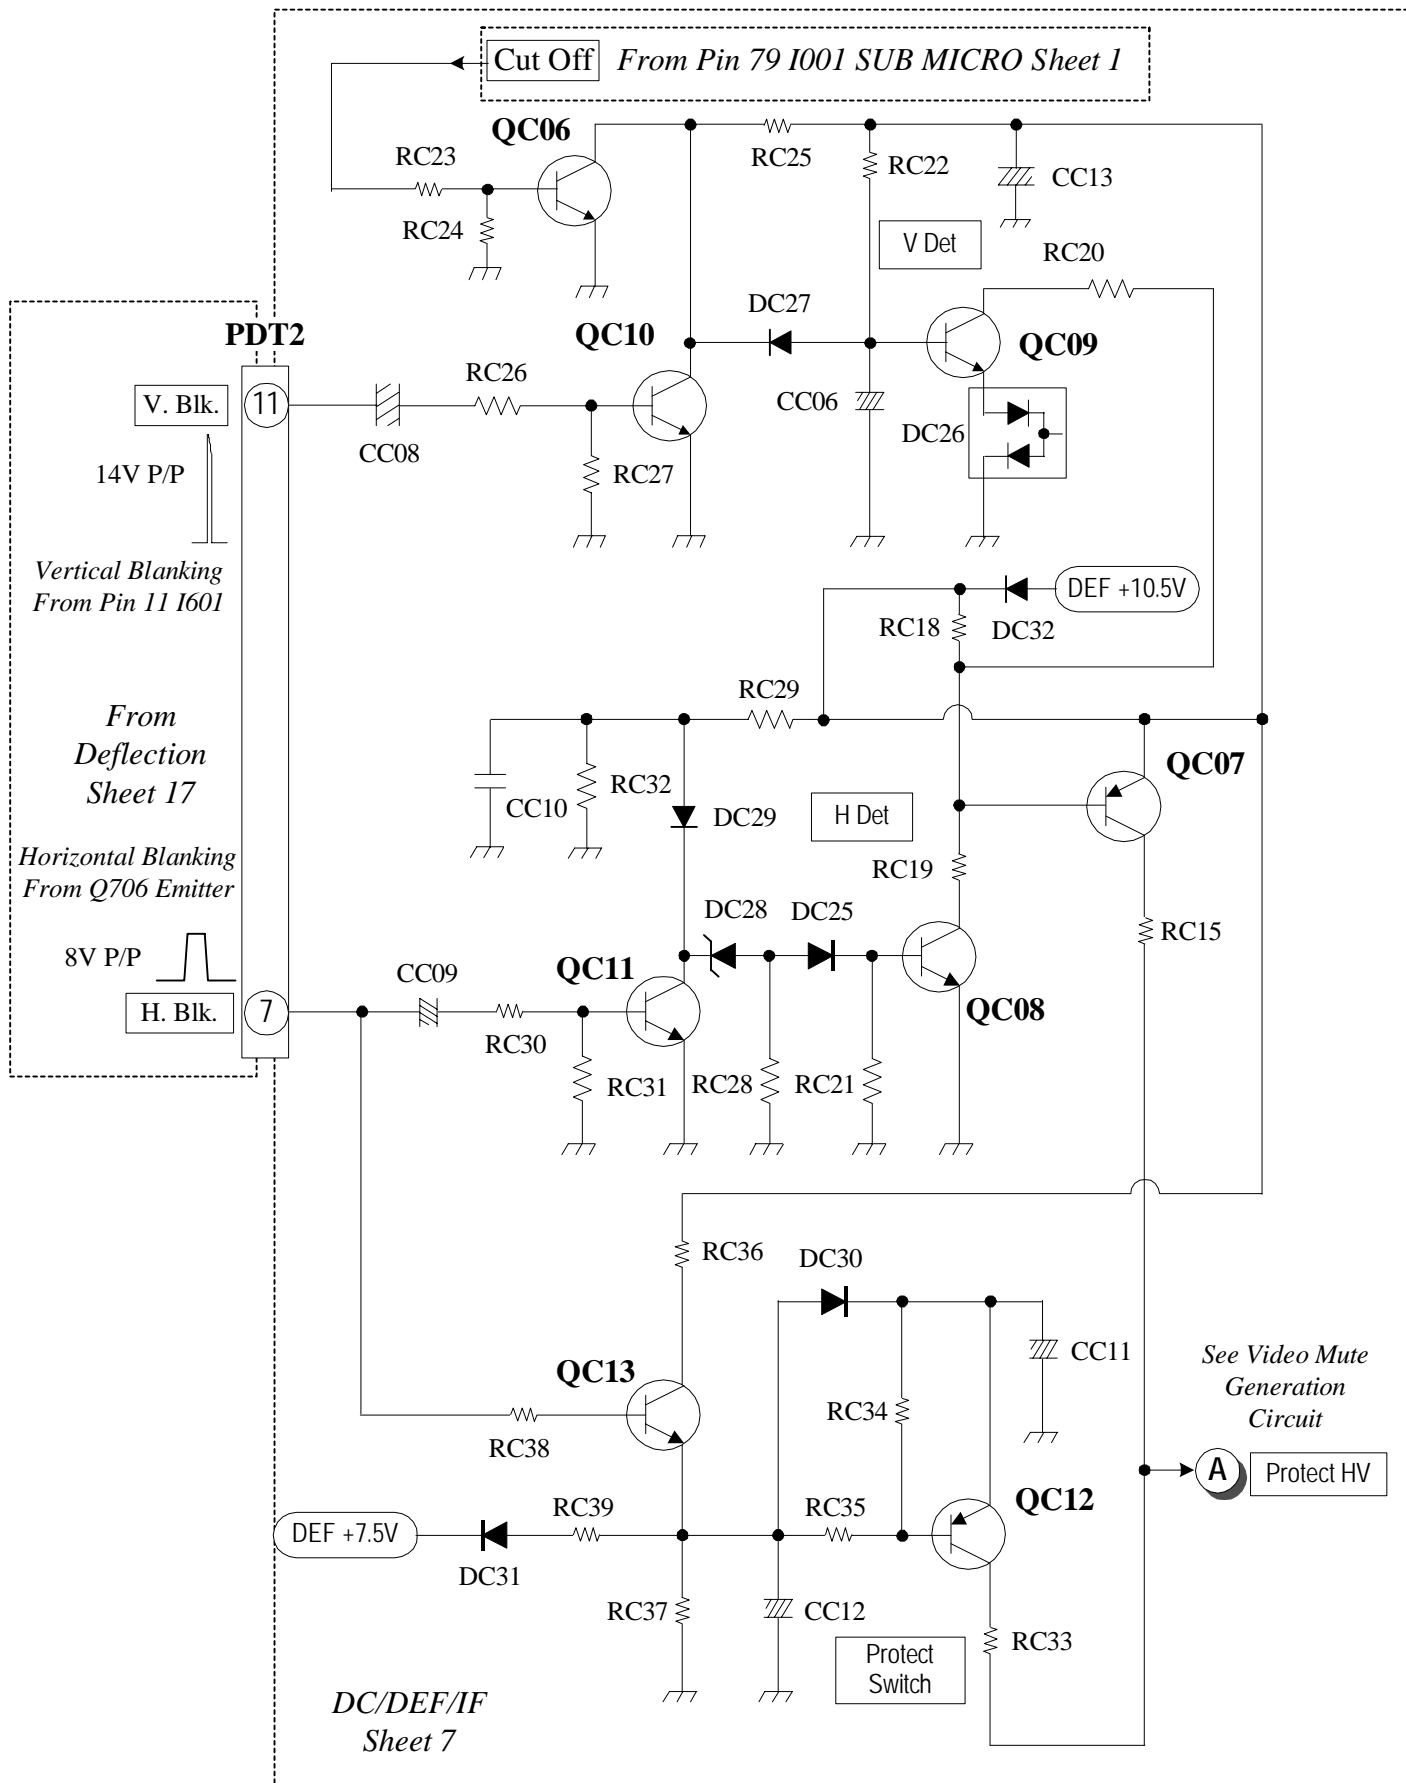 Cut Off From Pin 79 I001 SUB MICRO Sheet 1
QC06
RC23
RC24
RC25
RC22
CC13
V Det
RC20
DC27
PDT2
QC10
QC09
V. Blk.
11
RC26
CC06
DC26
CC08
RC27
14V P/P
Vertical Blanking
From Pin 11 I601
DEF +10.5V
RC18
DC32
RC29
From
Deflection
Sheet 17
QC07
RC32
CC10
DC29
H Det
Horizontal Blanking
From Q706 Emitter
RC19
DC28
DC25
RC15
8V P/P
CC09
QC11
QC08
H. Blk.
7
RC30
RC31
RC28
RC21
RC36
DC30
QC13
CC11
See Video Mute
Generation
Circuit
RC34
RC38
A
Protect HV
QC12
RC39
RC35
DEF +7.5V
DC31
RC37
CC12
RC33
Protect
Switch
DC/DEF/IF
Sheet 7